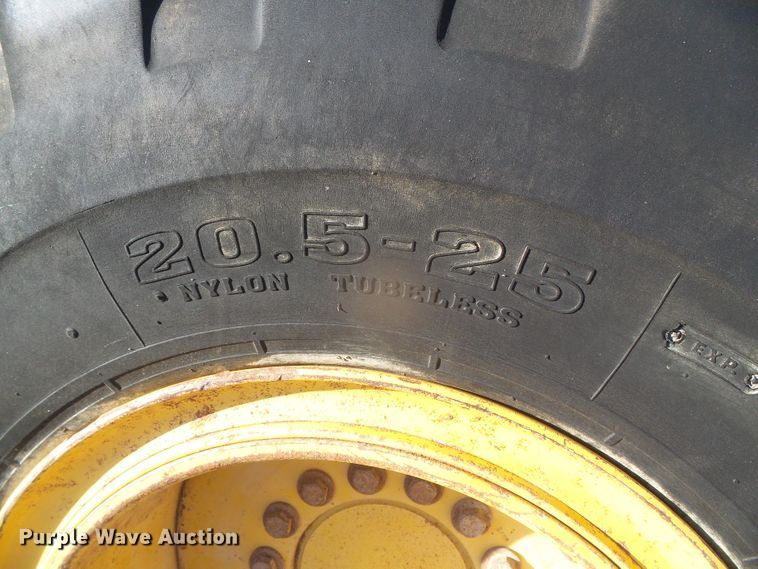 20.5-25
NYLON TUBELESS
EXP.
Purple Wave Auction®